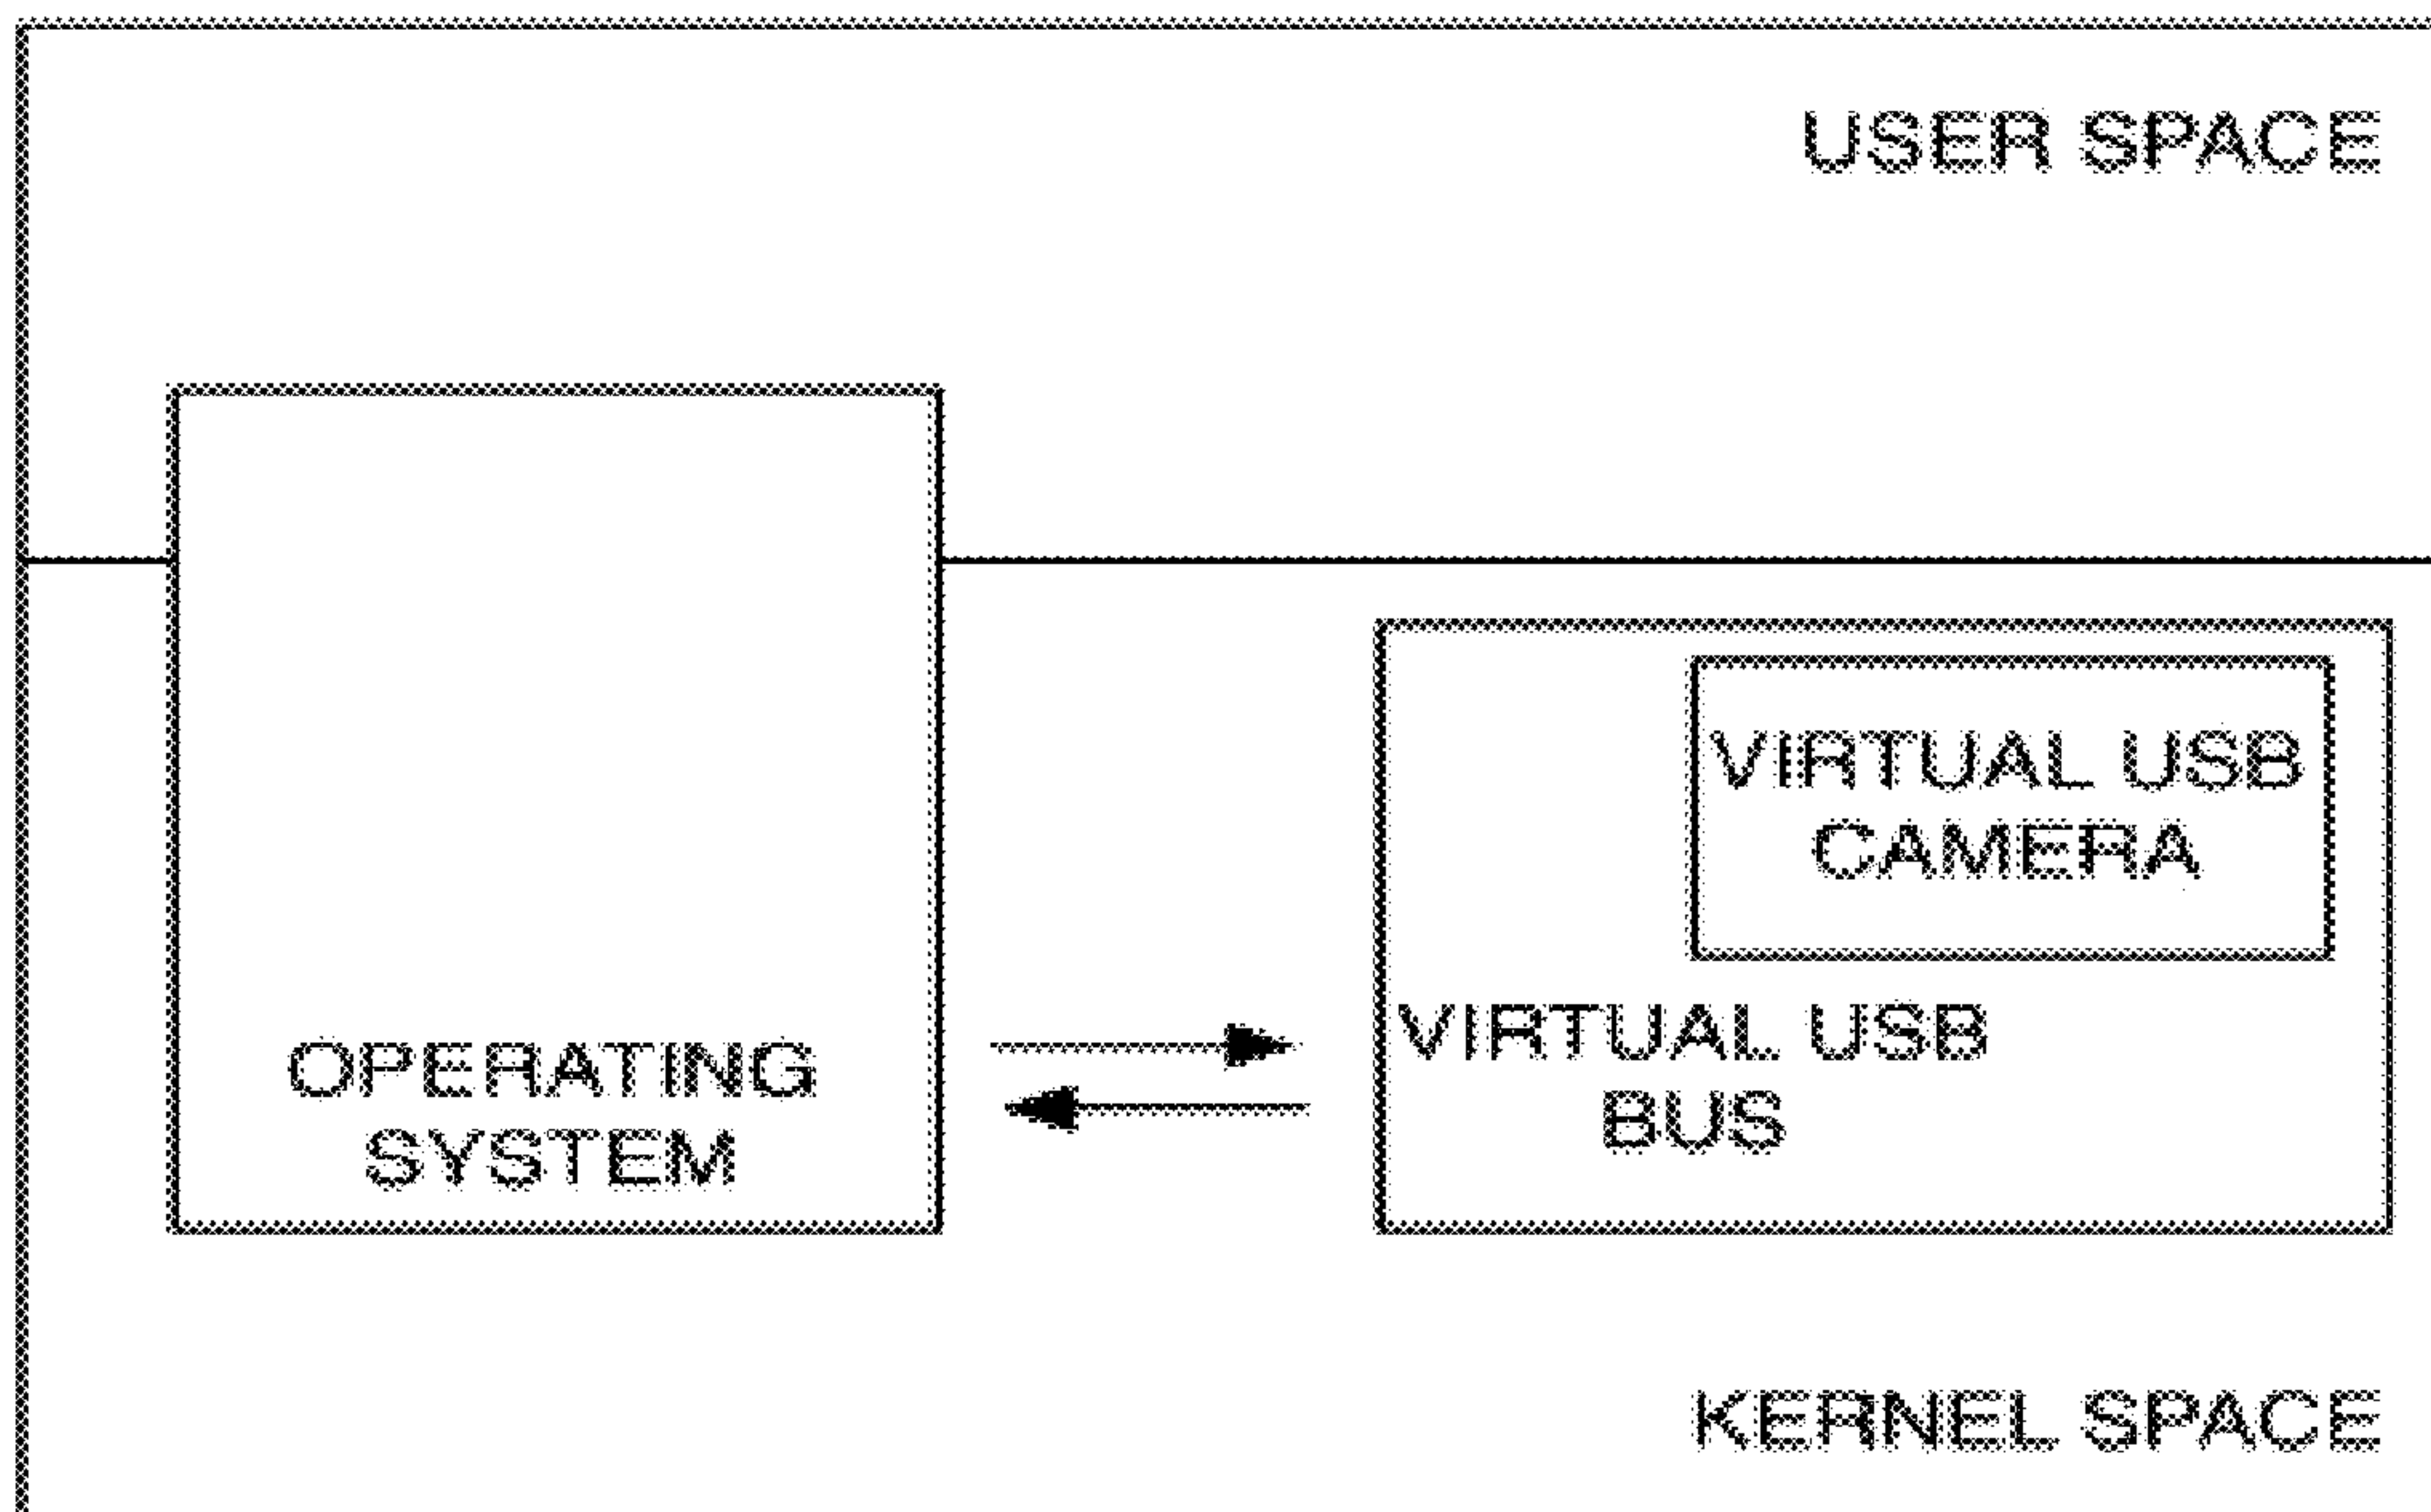 USER SPACE
VIRTUAL USB
CAMERA
VIRTUAL USB
BUS
OPERATING
SYSTEM
KERNEL SPACE